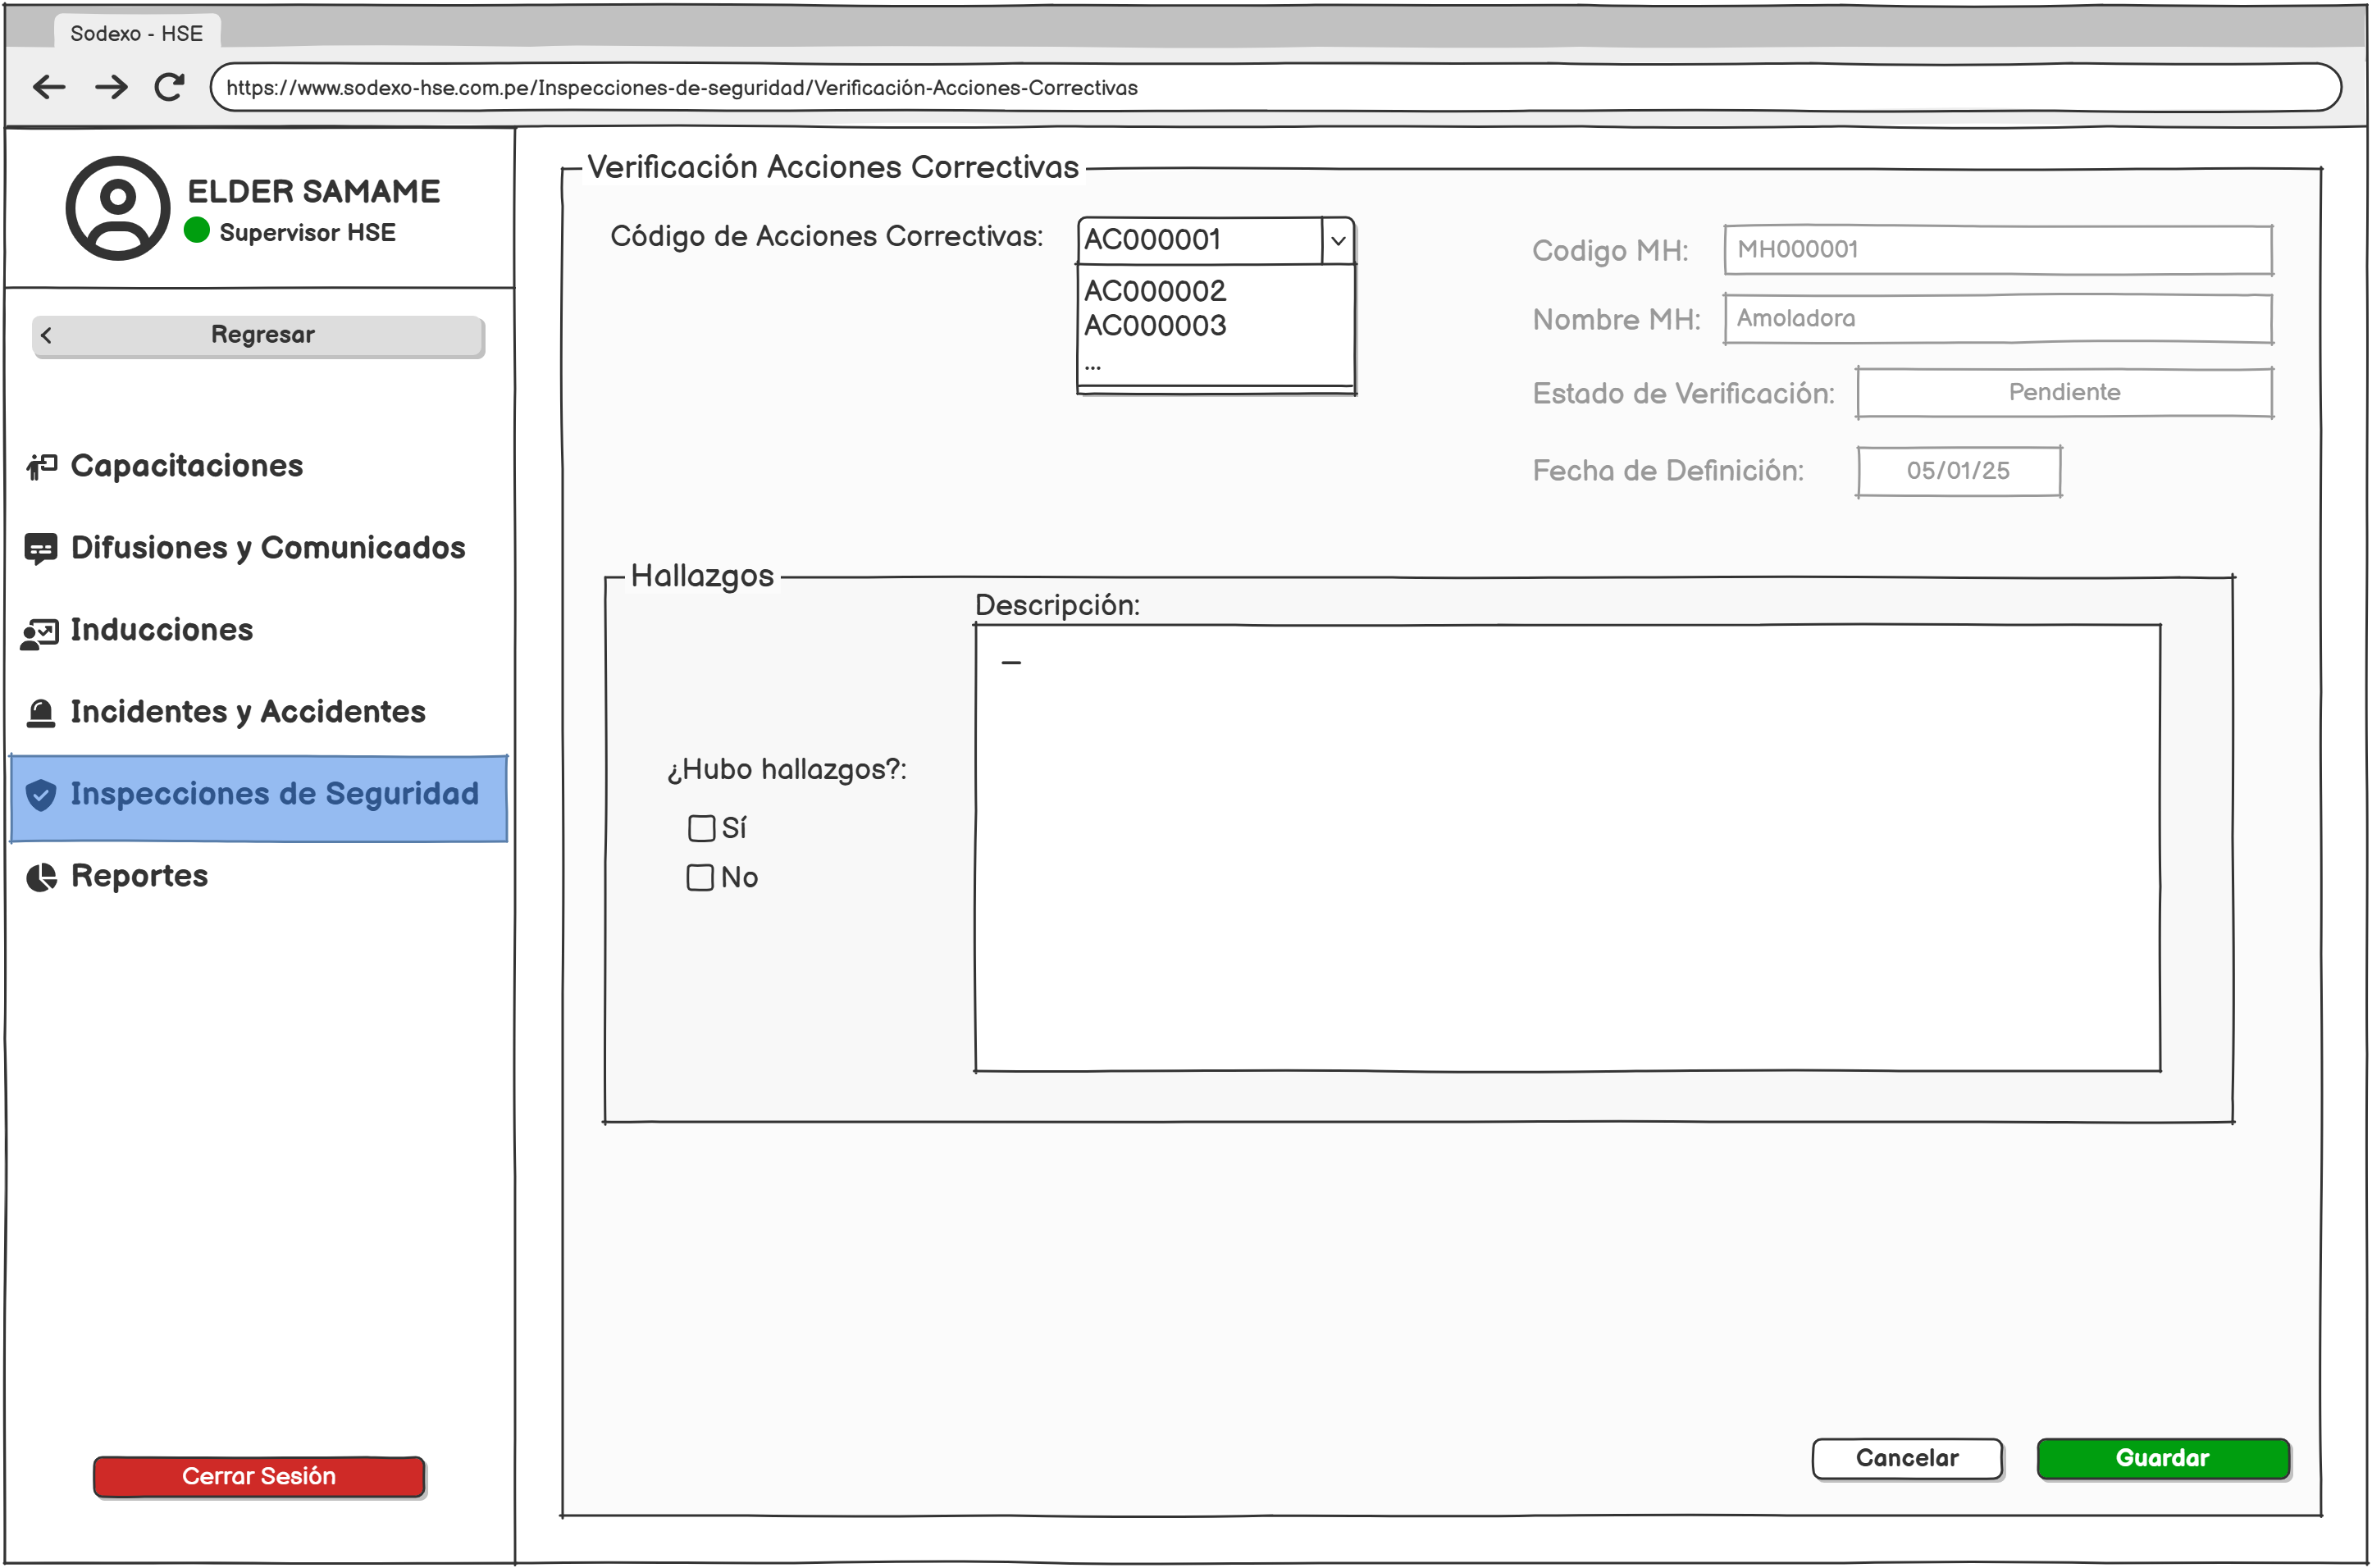 Sodexo - HSE
https://www.sodexo-hse.com.pe/Inspecciones-de-seguridad/Verificación-Acciones-Correctivas
ELDER SAMAME
Supervisor HSE
Regresar
Capacitaciones
Difusiones y Comunicados
Inducciones
Incidentes y Accidentes
Inspecciones de Seguridad
Reportes
Cerrar Sesión
Verificación Acciones Correctivas
Código de Acciones Correctivas:
AC000001
AC000002
AC000003
...
Codigo MH: MH000001
Nombre MH: Amoladora
Estado de Verificación: Pendiente
Fecha de Definición: 05/01/25
Hallazgos
¿Hubo hallazgos?:
Sí
No
Descripción:
–
Cancelar
Guardar